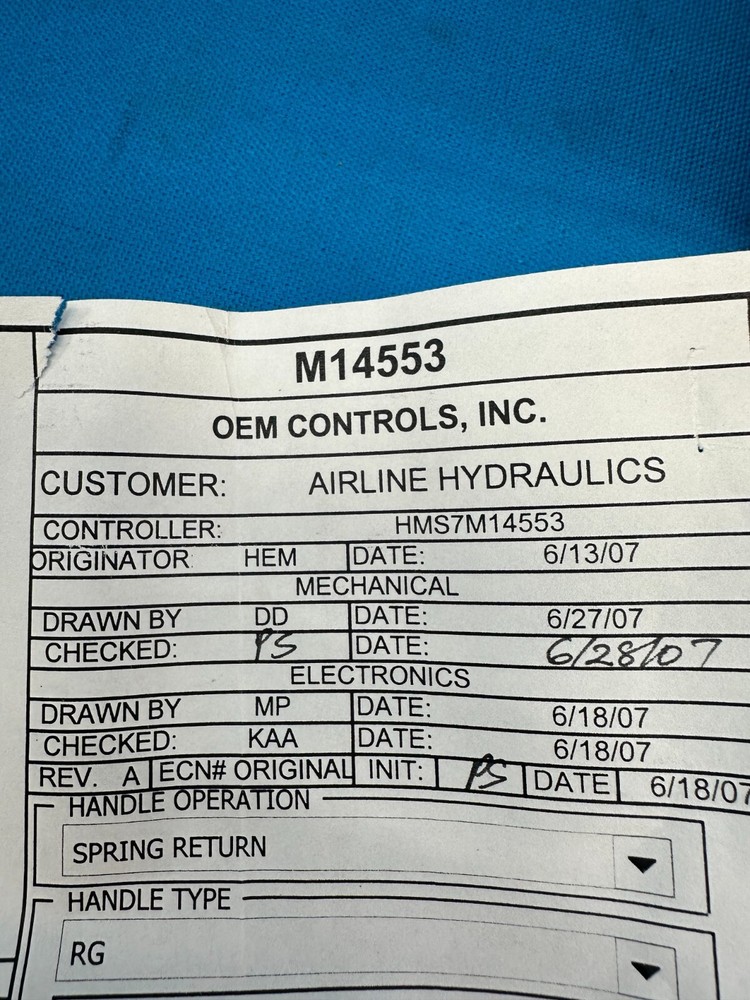 M14553
OEM CONTROLS, INC.
CUSTOMER: AIRLINE HYDRAULICS
CONTROLLER: HMS7M14553
ORIGINATOR: HEM DATE: 6/13/07
MECHANICAL
DRAWN BY DD DATE: 6/27/07
CHECKED: PS DATE: 6/28/07
ELECTRONICS
DRAWN BY MP DATE: 6/18/07
CHECKED: KAA DATE: 6/18/07
REV. A ECN# ORIGINAL INIT: PS DATE 6/18/07
HANDLE OPERATION
SPRING RETURN
HANDLE TYPE
RG